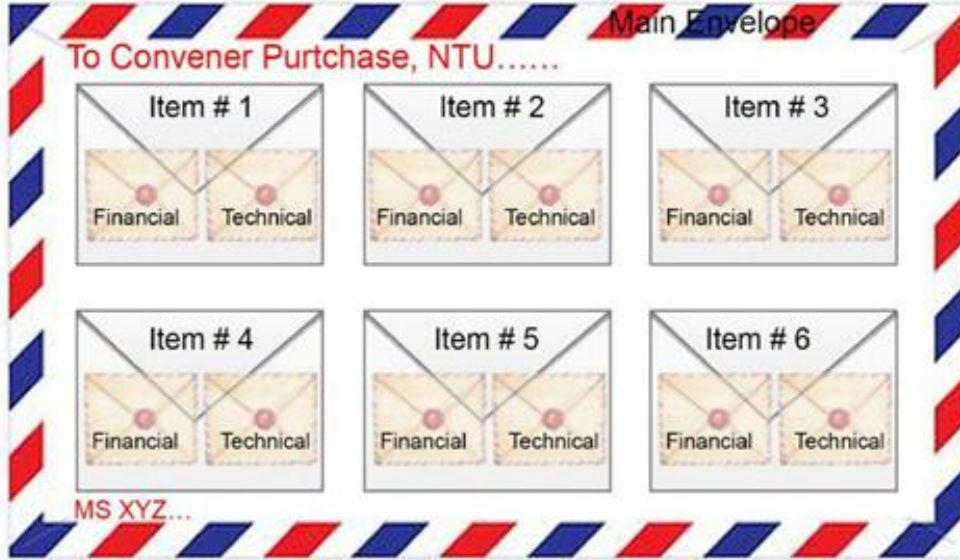 Main Envelope
To Convener Purtchase, NTU......
Item # 1
Item # 2
Item # 3
Financial
Technical
Financial
Technical
Financial
Technical
Item # 4
Item # 5
Item # 6
Financial
Technical
Financial
Technical
Financial
Technical
MS XYZ...